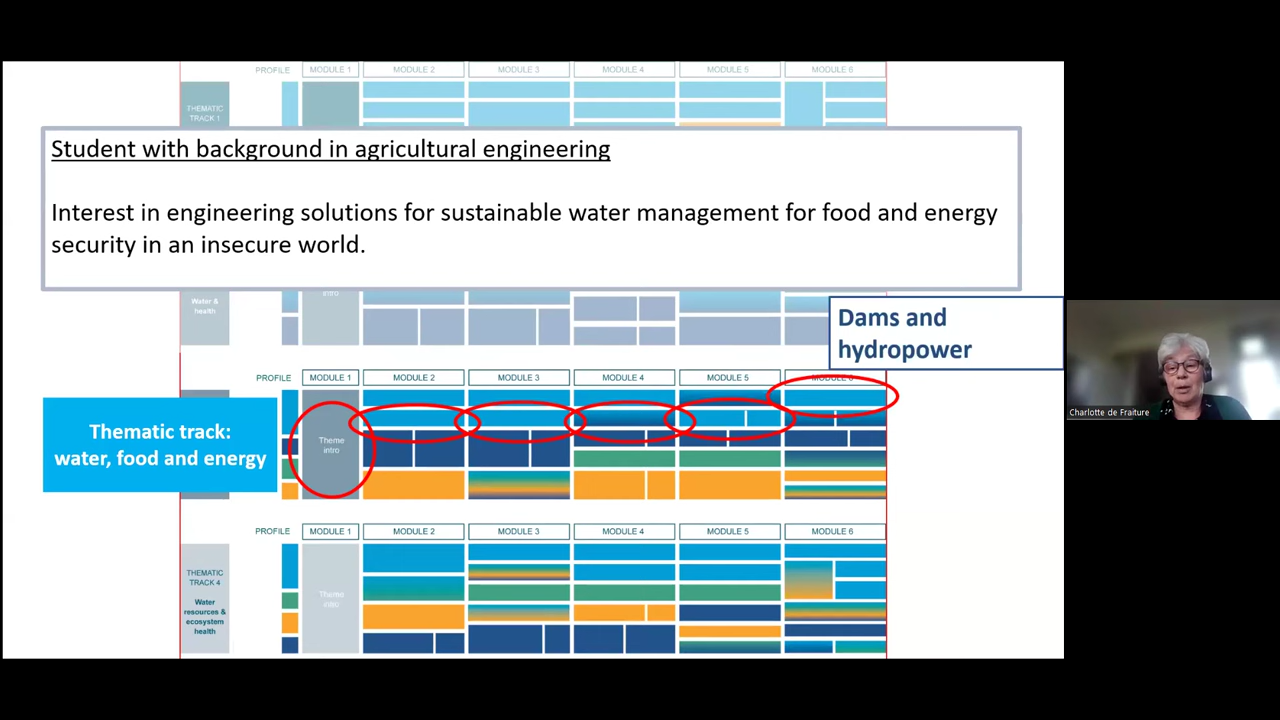 PROFILE MODULE 1 MODULE 2 MODULE 3 MODULE 4 MODULE 5 MODULE 6
THEMATIC
TRACK 1
Student with background in agricultural engineering
Interest in engineering solutions for sustainable water management for food and energy
security in an insecure world.
Water &
health
intro
Dams and
hydropower
PROFILE MODULE 1 MODULE 2 MODULE 3 MODULE 4 MODULE 5 MODULE 6
Thematic track:
water, food and energy
Theme
intro
Charlotte de Fraiture
PROFILE MODULE 1 MODULE 2 MODULE 3 MODULE 4 MODULE 5 MODULE 6
THEMATIC
TRACK 4
Water
resources &
ecosystem
health
Theme
intro